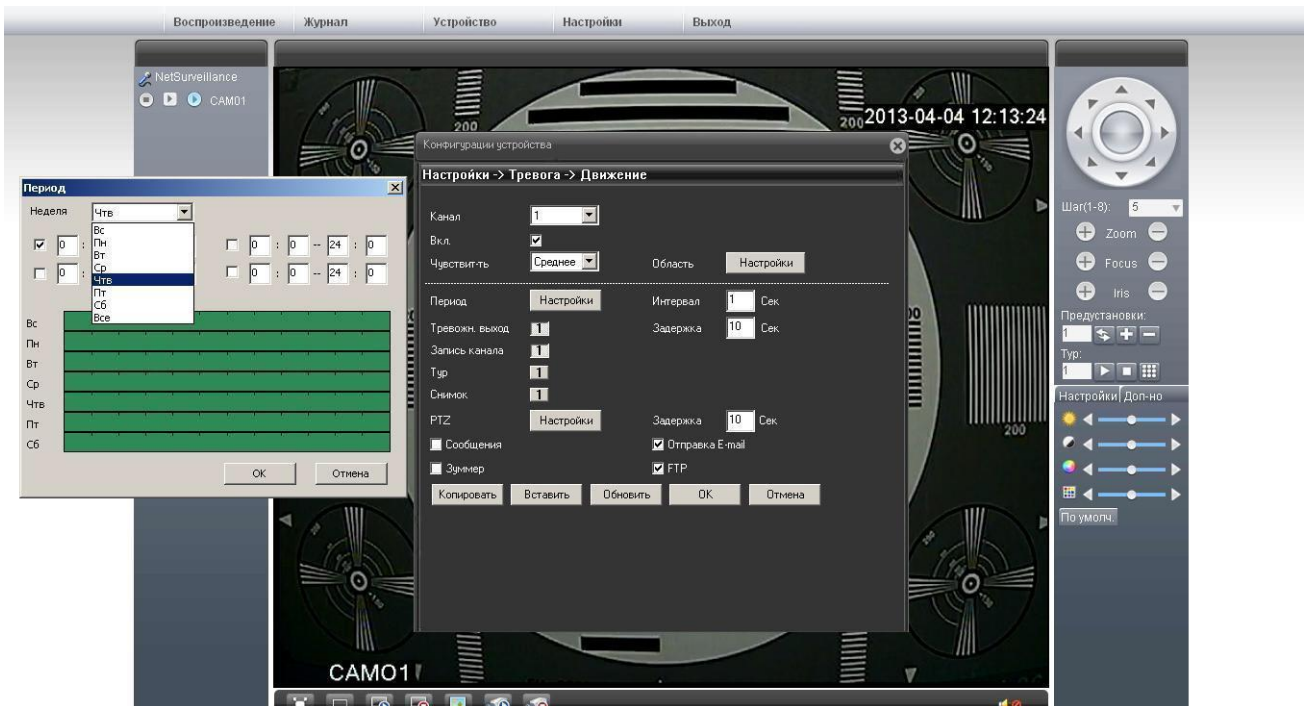 Воспроизведение Журнал Устройство Настройки Выход
NetSurveillance
CAM01
200
200
2013-04-04 12:13:24
Конфигурации устройства
Настройки -> Тревога -> Движение
Канал 1
Вкл.
Чувствит-ть Среднее Область Настройки
Период Настройки Интервал 1 Сек
Тревожн. выход 1 Задержка 10 Сек
Запись канала 1
Тур 1
Снимок 1
PTZ Настройки Задержка 10 Сек
Сообщения Отправка E-mail
Зуммер FTP
Копировать Вставить Обновить OK Отмена
Период
Неделя Чтв
Вс
Пн
Вт
Ср
Чтв
Пт
Сб
Все
0 : 0 : 0 -- 24 : 0
0 : 0 : 0 -- 24 : 0
Вс
Пн
Вт
Ср
Чтв
Пт
Сб
OK Отмена
Шаг(1-8): 5
Zoom
Focus
Iris
Предустановки:
1
Тур:
1
Настройки Доп-но
По умолч.
200
200
200
CAM01